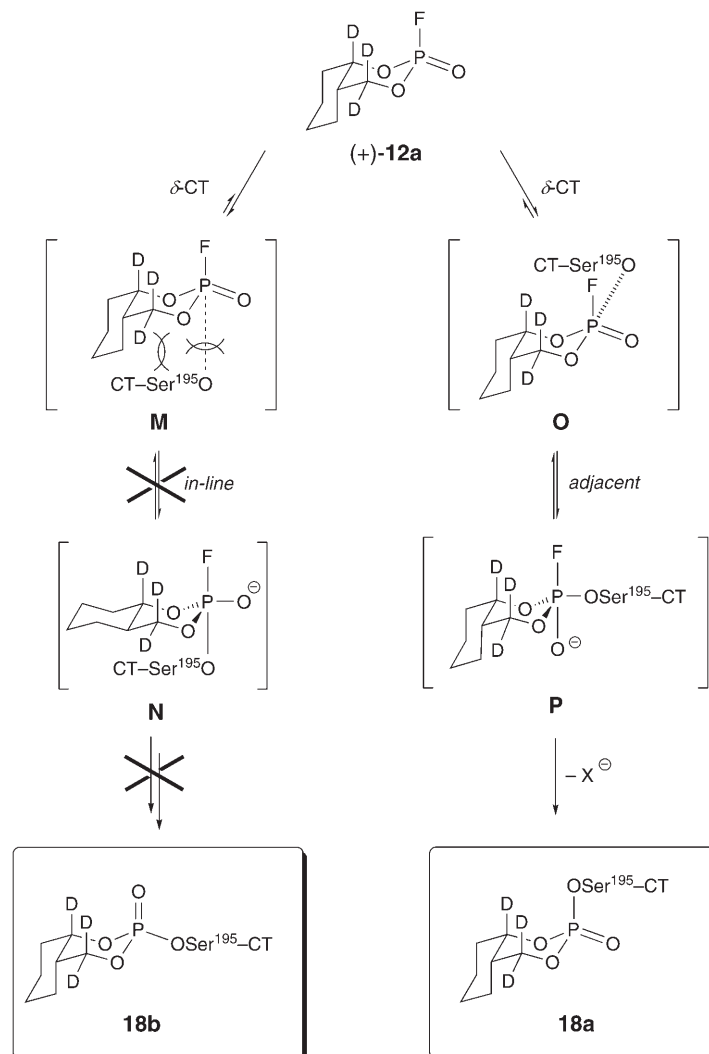 F
D
D
O
P
O
O
D
(+)-12a
δ-CT
δ-CT
F
D
D
O
P
O
O
D
CT–Ser195O
M
CT–Ser195O
F
D
D
O
P
O
O
D
O
in-line
adjacent
F
D
D
O
P
O⊖
O
D
CT–Ser195O
N
F
D
D
O
P
OSer195–CT
O
D
O⊖
P
– X⊖
O
D
D
O
P
OSer195–CT
O
D
18b
OSer195–CT
D
D
O
P
O
O
D
18a